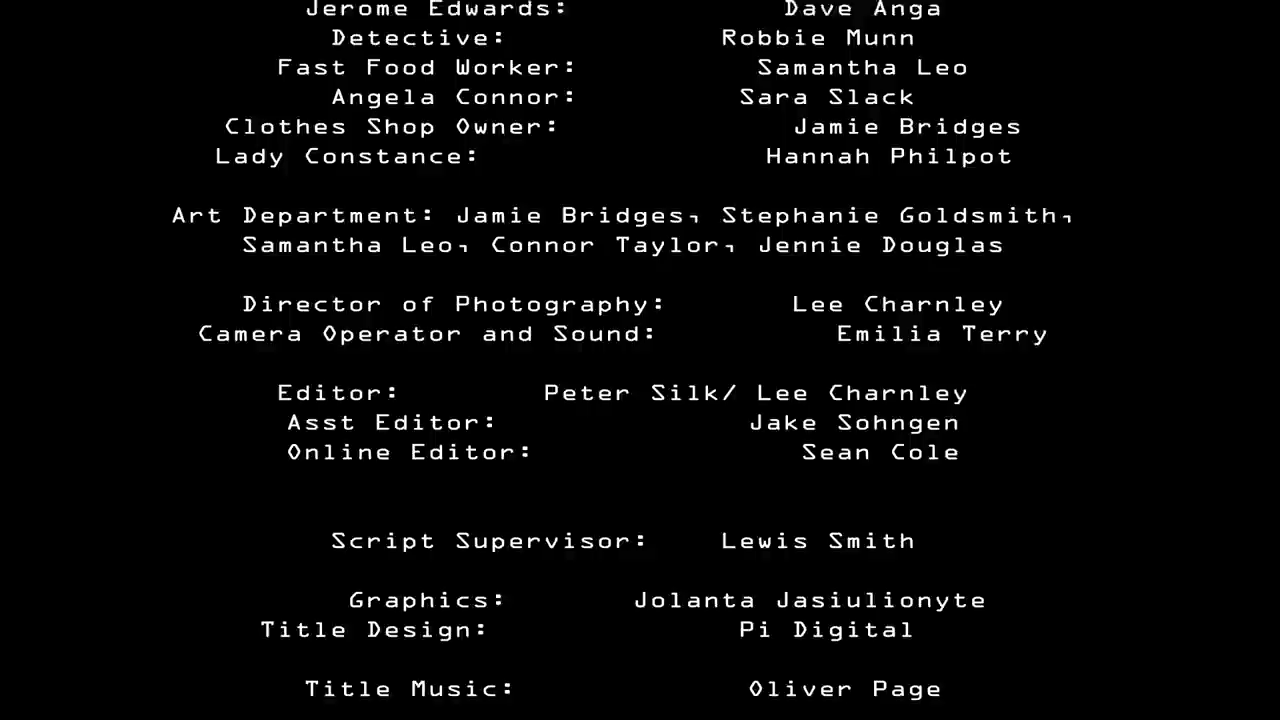 Jerome Edwards: Dave Anga
Detective: Robbie Munn
Fast Food Worker: Samantha Leo
Angela Connor: Sara Slack
Clothes Shop Owner: Jamie Bridges
Lady Constance: Hannah Philpot
Art Department: Jamie Bridges, Stephanie Goldsmith,
Samantha Leo, Connor Taylor, Jennie Douglas
Director of Photography: Lee Charnley
Camera Operator and Sound: Emilia Terry
Editor: Peter Silk/ Lee Charnley
Asst Editor: Jake Sohngen
Online Editor: Sean Cole
Script Supervisor: Lewis Smith
Graphics: Jolanta Jasiulionyte
Title Design: Pi Digital
Title Music: Oliver Page